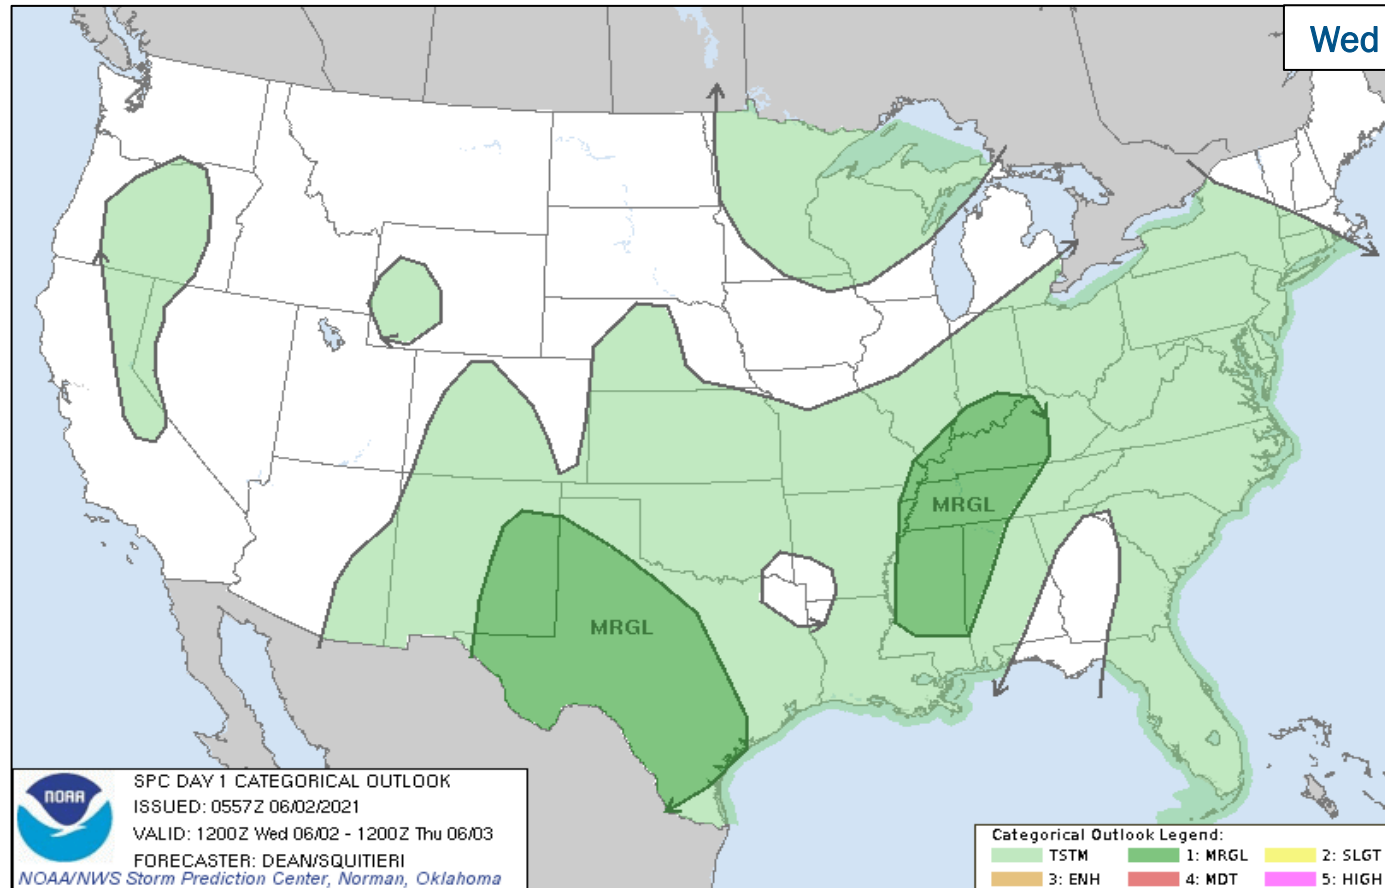 Wed
MRGL
MRGL
NOAA
SPC DAY 1 CATEGORICAL OUTLOOK
ISSUED: 0557Z 06/02/2021
VALID: 1200Z Wed 06/02 - 1200Z Thu 06/03
FORECASTER: DEAN/SQUITIERI
NOAA/NWS Storm Prediction Center, Norman, Oklahoma
Categorical Outlook Legend:
TSTM 1: MRGL 2: SLGT
3: ENH 4: MDT 5: HIGH